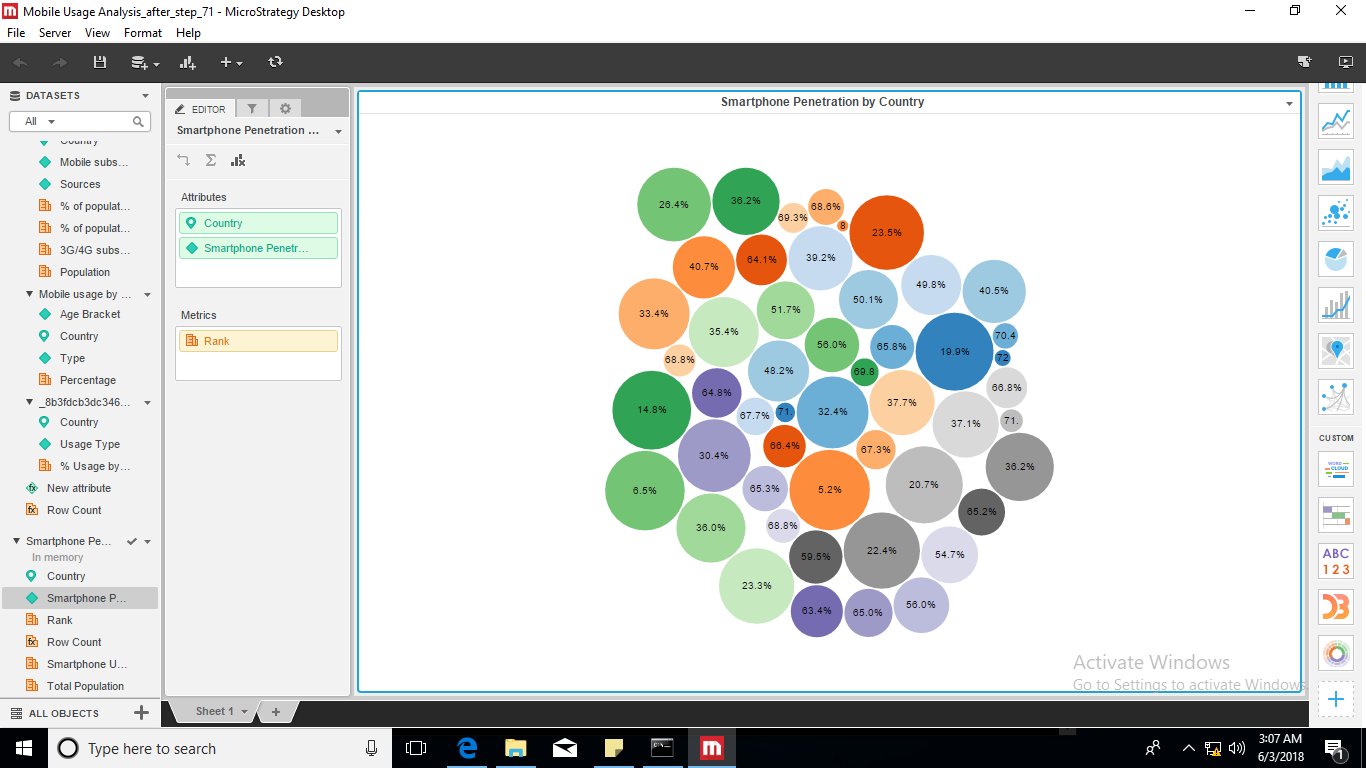 Mobile Usage Analysis_after_step_71 - MicroStrategy Desktop
File Server View Format Help
DATASETS
All
Country
Mobile subs...
Sources
% of populat...
% of populat...
3G/4G subs...
Population
Mobile usage by ...
Age Bracket
Country
Type
Percentage
_8b3fdcb3dc346...
Country
Usage Type
% Usage by...
New attribute
Row Count
Smartphone Pe...
In memory
Country
Smartphone P...
Rank
Row Count
Smartphone U...
Total Population
ALL OBJECTS
EDITOR
Smartphone Penetration ...
Attributes
Country
Smartphone Penetr...
Metrics
Rank
Smartphone Penetration by Country
26.4%
36.2%
69.3%
68.6%
8
23.5%
40.7%
64.1%
39.2%
50.1%
49.8%
40.5%
33.4%
35.4%
51.7%
56.0%
65.8%
19.9%
70.4
72
68.8%
48.2%
69.8
66.8%
14.8%
64.8%
67.7%
71.
32.4%
37.7%
37.1%
71.
30.4%
66.4%
67.3%
36.2%
6.5%
65.3%
5.2%
20.7%
65.2%
36.0%
68.8%
59.5%
22.4%
54.7%
23.3%
63.4%
65.0%
56.0%
Activate Windows
Go to Settings to activate Windows.
CUSTOM
WORD
CLOUD
ABC
1 2 3
Sheet 1
Type here to search
3:07 AM
6/3/2018
1